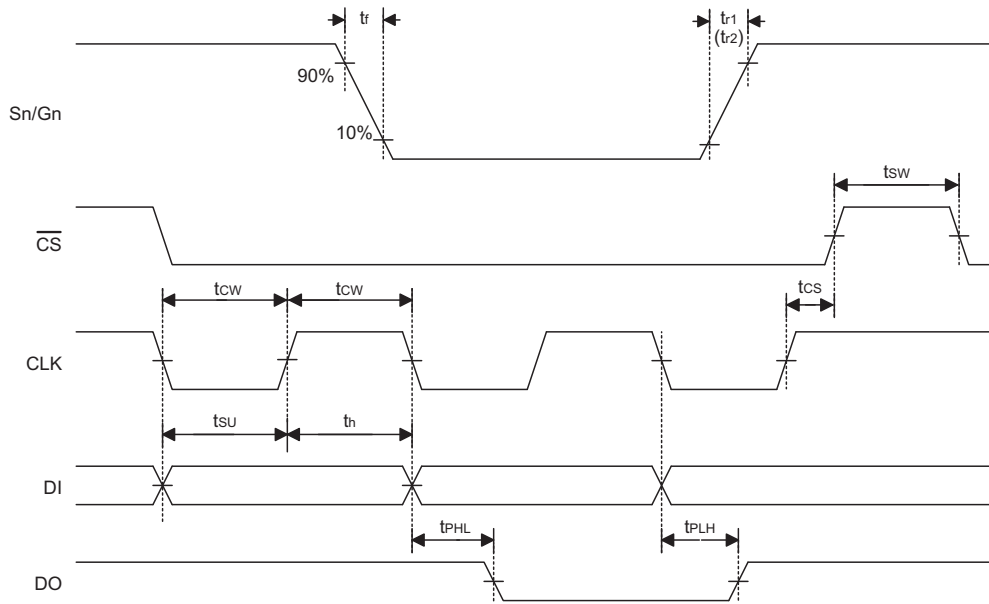 tf
tr1
(tr2)
90%
Sn/Gn
10%
tSW
CS
tCW tCW
tCS
CLK
tSU th
DI
tPHL tPLH
DO